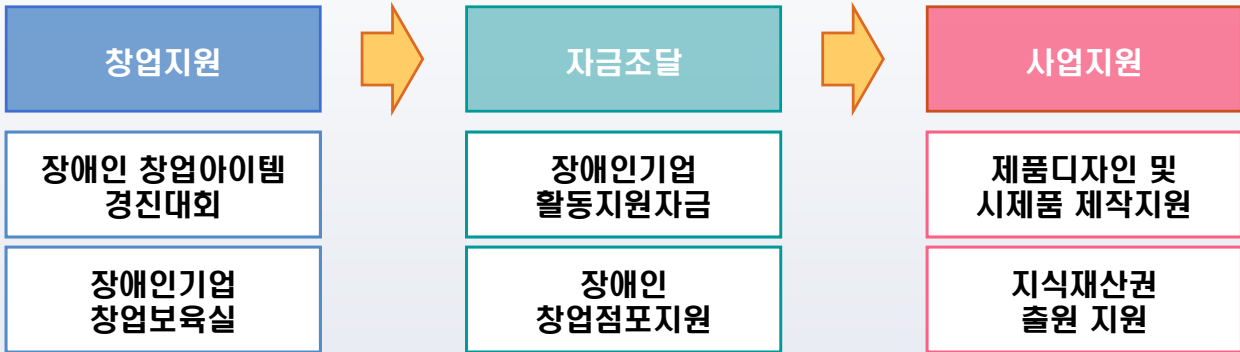 창업지원
자금조달
사업지원
장애인 창업아이템
경진대회
장애인기업
활동지원자금
제품디자인 및
시제품 제작지원
장애인기업
창업보육실
장애인
창업점포지원
지식재산권
출원 지원